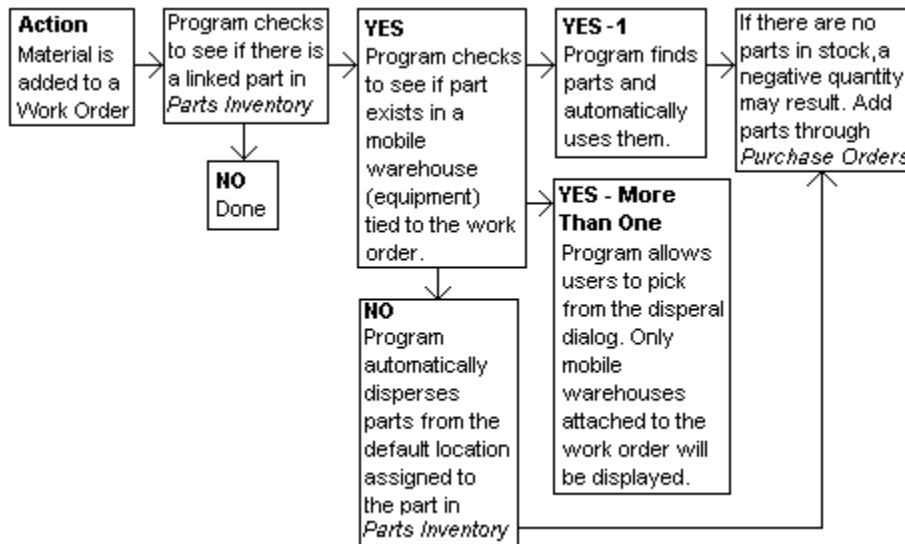 Action
Material is
added to a
Work Order
Program checks
to see if there is
a linked part in
Parts Inventory
NO
Done
YES
Program checks
to see if part
exists in a
mobile
warehouse
(equipment)
tied to the work
order.
YES -1
Program finds
parts and
automatically
uses them.
If there are no
parts in stock,a
negative quantity
may result. Add
parts through
Purchase Orders
YES - More
Than One
Program allows
users to pick
from the disperal
dialog. Only
mobile
warehouses
attached to the
work order will
be displayed.
NO
Program
automatically
disperses
parts from the
default location
assigned to
the part in
Parts Inventory